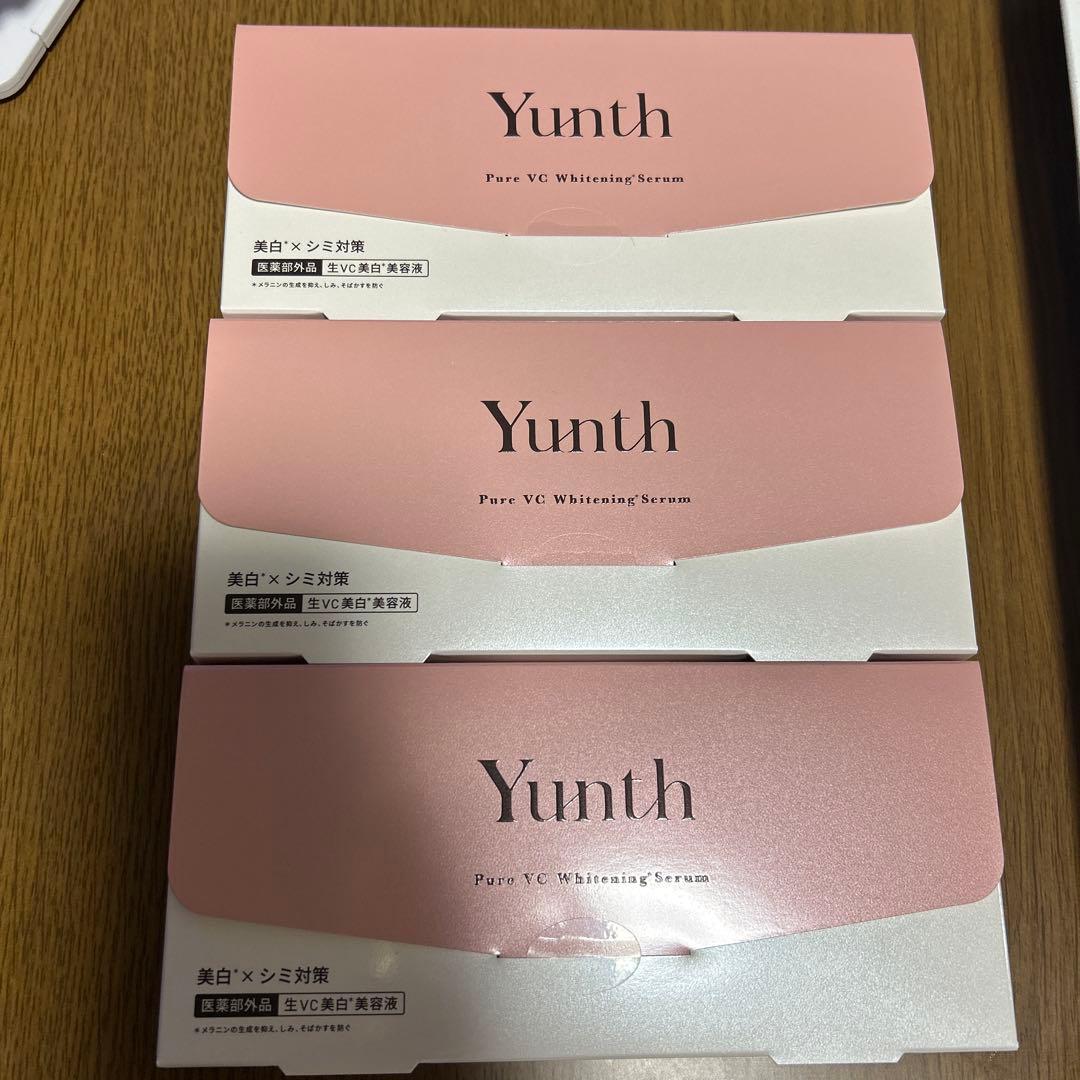 Yunth
Pure VC Whitening*Serum
美白*×シミ対策
医薬部外品 生VC美白*美容液
*メラニンの生成を抑え、しみ、そばかすを防ぐ
Yunth
Pure VC Whitening*Serum
美白*×シミ対策
医薬部外品 生VC美白*美容液
*メラニンの生成を抑え、しみ、そばかすを防ぐ
Yunth
Pure VC Whitening*Serum
美白*×シミ対策
医薬部外品 生VC美白*美容液
*メラニンの生成を抑え、しみ、そばかすを防ぐ